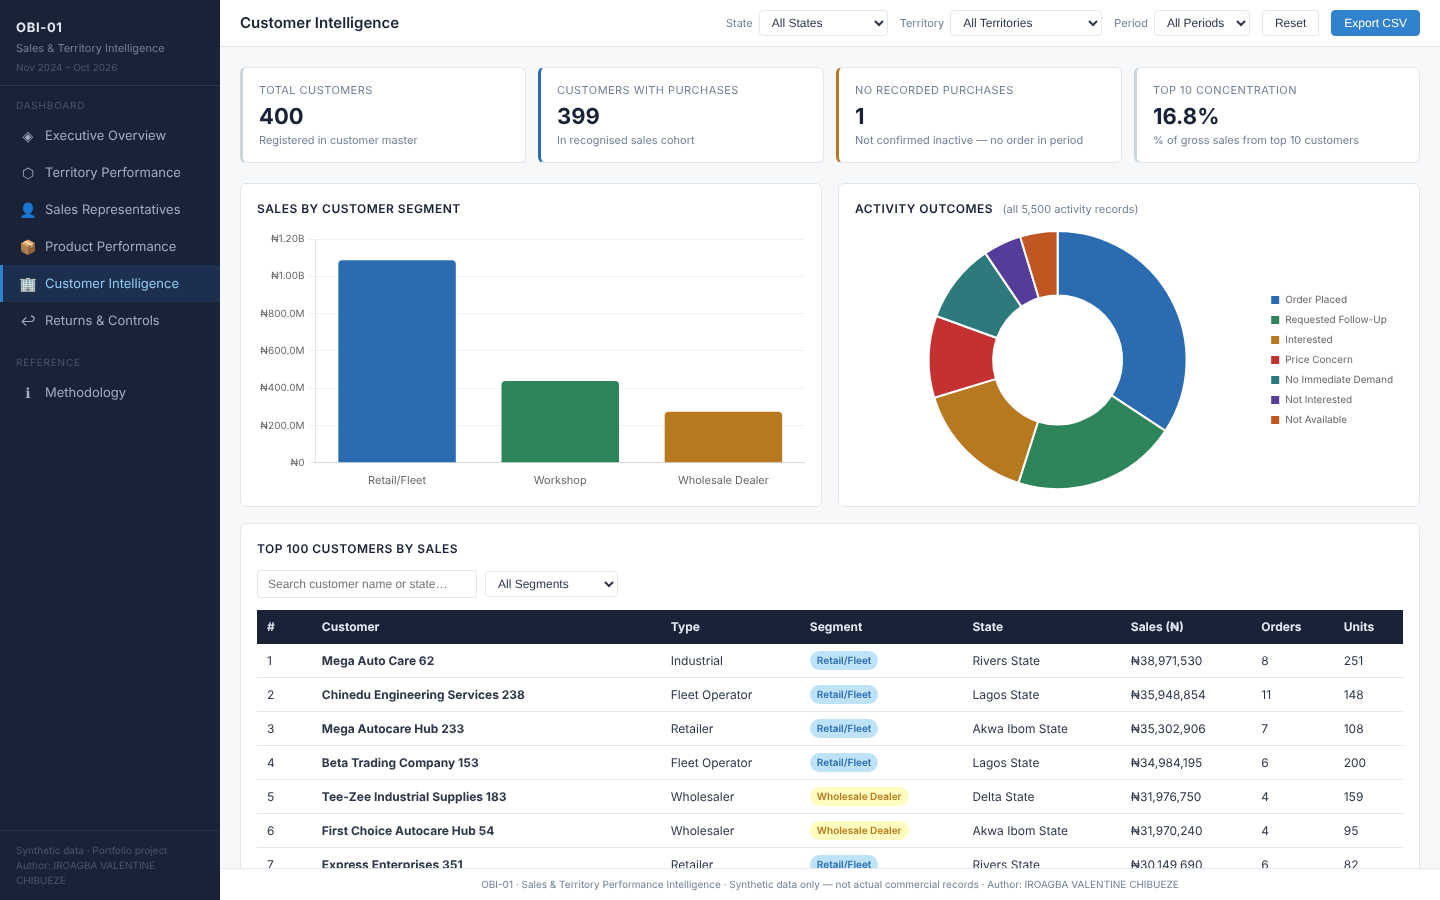 OBI-01
Sales & Territory Intelligence
Nov 2024 – Oct 2026
DASHBOARD
Executive Overview
Territory Performance
Sales Representatives
Product Performance
Customer Intelligence
Returns & Controls
REFERENCE
Methodology
Synthetic data · Portfolio project
Author: IROAGBA VALENTINE
CHIBUEZE
Customer Intelligence
State All States Territory All Territories Period All Periods Reset Export CSV
TOTAL CUSTOMERS
400
Registered in customer master
CUSTOMERS WITH PURCHASES
399
In recognised sales cohort
NO RECORDED PURCHASES
1
Not confirmed inactive — no order in period
TOP 10 CONCENTRATION
16.8%
% of gross sales from top 10 customers
SALES BY CUSTOMER SEGMENT
₦1.20B
₦1.00B
₦800.0M
₦600.0M
₦400.0M
₦200.0M
₦0
Retail/Fleet Workshop Wholesale Dealer
ACTIVITY OUTCOMES (all 5,500 activity records)
Order Placed
Requested Follow-Up
Interested
Price Concern
No Immediate Demand
Not Interested
Not Available
TOP 100 CUSTOMERS BY SALES
Search customer name or state… All Segments
# Customer Type Segment State Sales (₦) Orders Units
1 Mega Auto Care 62 Industrial Retail/Fleet Rivers State ₦38,971,530 8 251
2 Chinedu Engineering Services 238 Fleet Operator Retail/Fleet Lagos State ₦35,948,854 11 148
3 Mega Autocare Hub 233 Retailer Retail/Fleet Akwa Ibom State ₦35,302,906 7 108
4 Beta Trading Company 153 Fleet Operator Retail/Fleet Lagos State ₦34,984,195 6 200
5 Tee-Zee Industrial Supplies 183 Wholesaler Wholesale Dealer Delta State ₦31,976,750 4 159
6 First Choice Autocare Hub 54 Wholesaler Wholesale Dealer Akwa Ibom State ₦31,970,240 4 95
7 Express Enterprises 351 Retailer Retail/Fleet Rivers State ₦30,149,690 6 82
OBI-01 · Sales & Territory Performance Intelligence · Synthetic data only — not actual commercial records · Author: IROAGBA VALENTINE CHIBUEZE